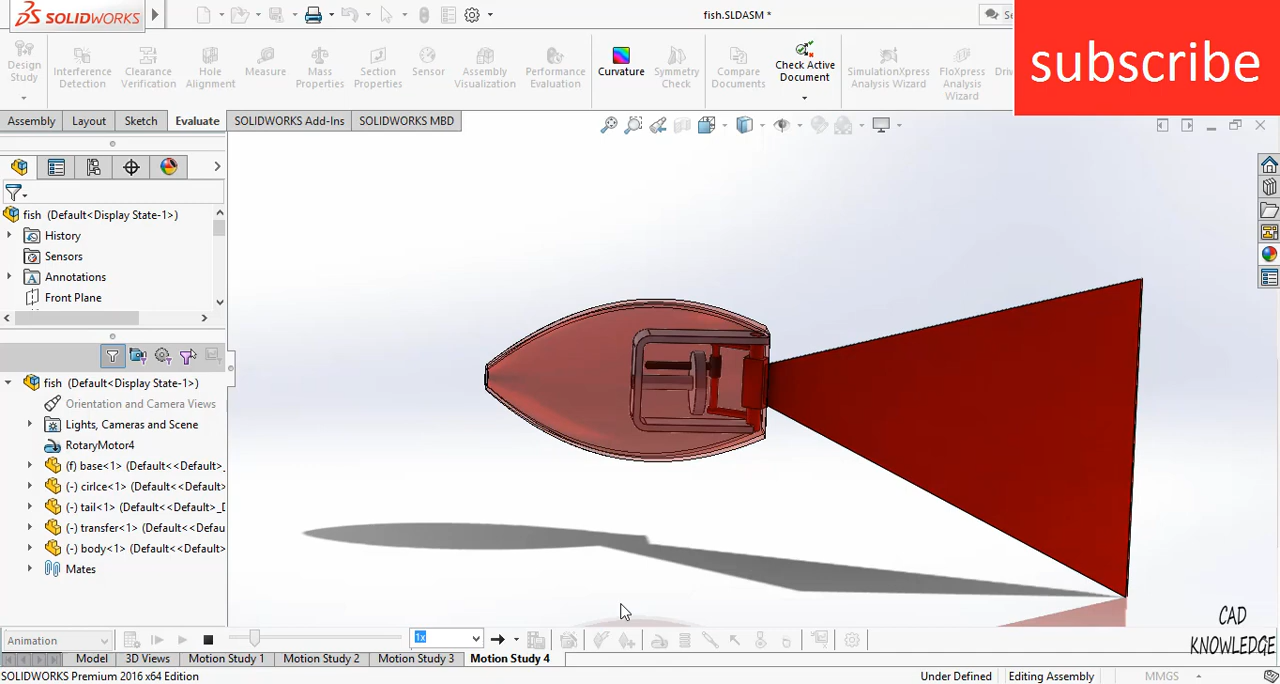 SOLIDWORKS
fish.SLDASM *
Se
subscribe
Design Study
Interference Detection
Clearance Verification
Hole Alignment
Measure
Mass Properties
Section Properties
Sensor
Assembly Visualization
Performance Evaluation
Curvature
Symmetry Check
Compare Documents
Check Active Document
SimulationXpress Analysis Wizard
FloXpress Analysis Wizard
Dri
Assembly
Layout
Sketch
Evaluate
SOLIDWORKS Add-Ins
SOLIDWORKS MBD
fish (Default<Display State-1>)
History
Sensors
Annotations
Front Plane
fish (Default<Display State-1>)
Orientation and Camera Views
Lights, Cameras and Scene
RotaryMotor4
(f) base<1> (Default<<Default>_
(-) cirlce<1> (Default<<Default>
(-) tail<1> (Default<<Default>_D
(-) transfer<1> (Default<<Defau
(-) body<1> (Default<<Default>
Mates
CAD
KNOWLEDGE
Animation
1x
Model
3D Views
Motion Study 1
Motion Study 2
Motion Study 3
Motion Study 4
SOLIDWORKS Premium 2016 x64 Edition
Under Defined
Editing Assembly
MMGS